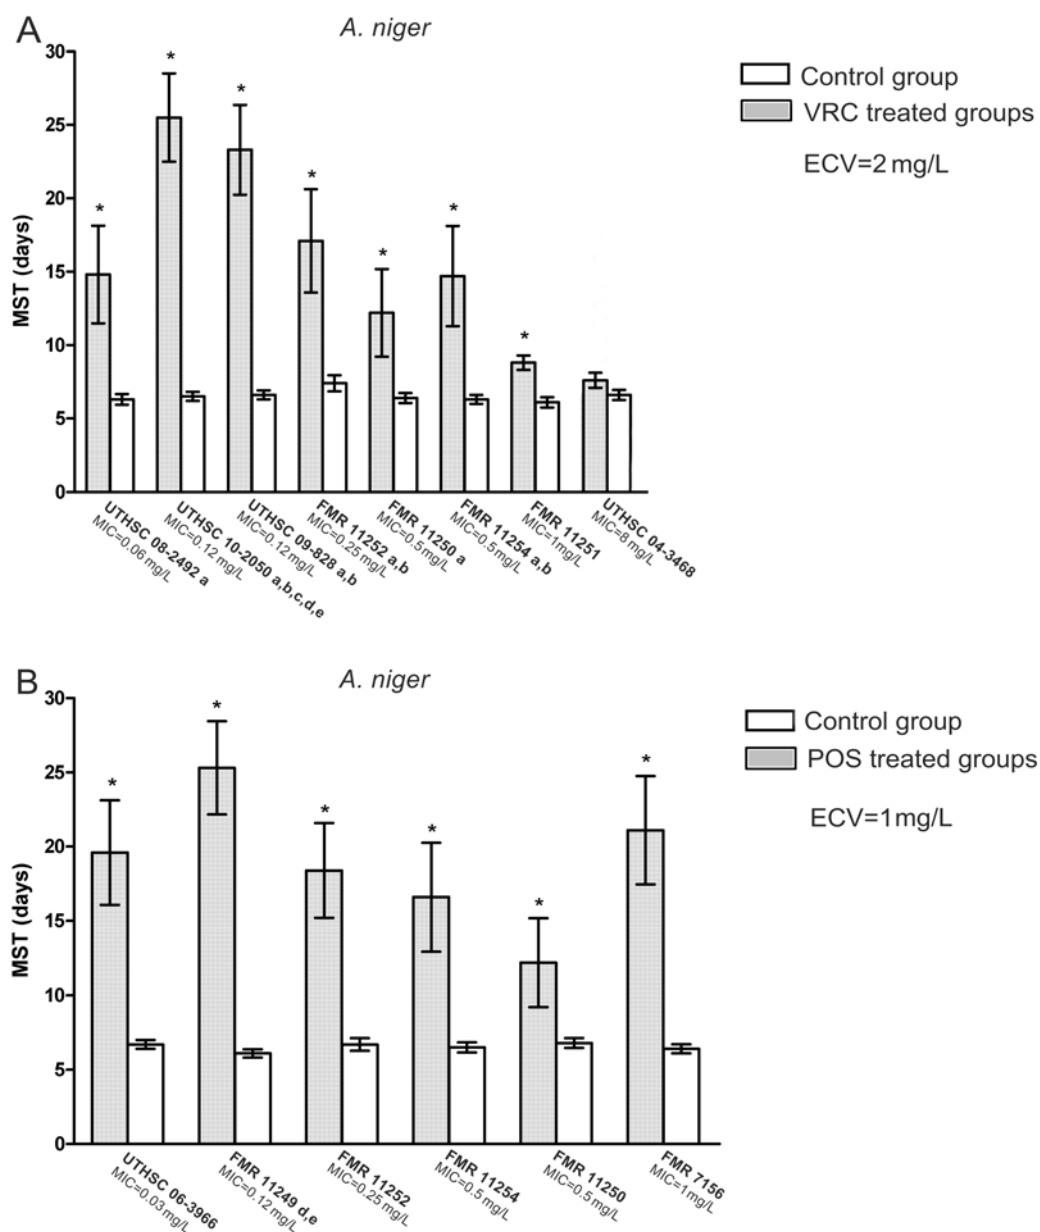 A
A. niger
30
25
20
15
10
5
0
MST (days)
* * * * * * *
Control group
VRC treated groups
ECV=2 mg/L
UTHSC 08-2492 a
MIC=0.06 mg/L
UTHSC 10-2050 a,b,c,d,e
MIC=0.12 mg/L
UTHSC 09-828 a,b
MIC=0.12 mg/L
FMR 11252 a,b
MIC=0.25 mg/L
FMR 11250 a
MIC=0.5 mg/L
FMR 11254 a,b
MIC=0.5 mg/L
FMR 11251
MIC=1mg/L
UTHSC 04-3468
MIC=8 mg/L
B
A. niger
30
25
20
15
10
5
0
MST (days)
* * * * * *
Control group
POS treated groups
ECV=1mg/L
UTHSC 06-3966
MIC=0.03 mg/L
FMR 11249 d,e
MIC=0.12 mg/L
FMR 11252
MIC=0.25 mg/L
FMR 11254
MIC=0.5 mg/L
FMR 11250
MIC=0.5 mg/L
FMR 7156
MIC=1mg/L